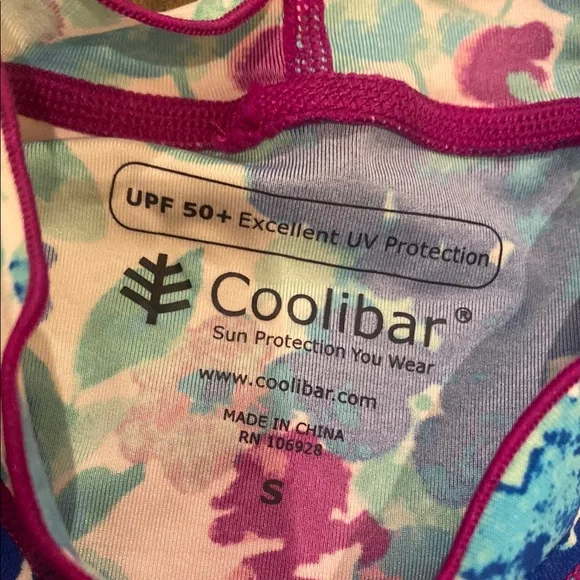 UPF 50+ Excellent UV Protection
Coolibar®
Sun Protection You Wear
www.coolibar.com
MADE IN CHINA
RN 106928
S